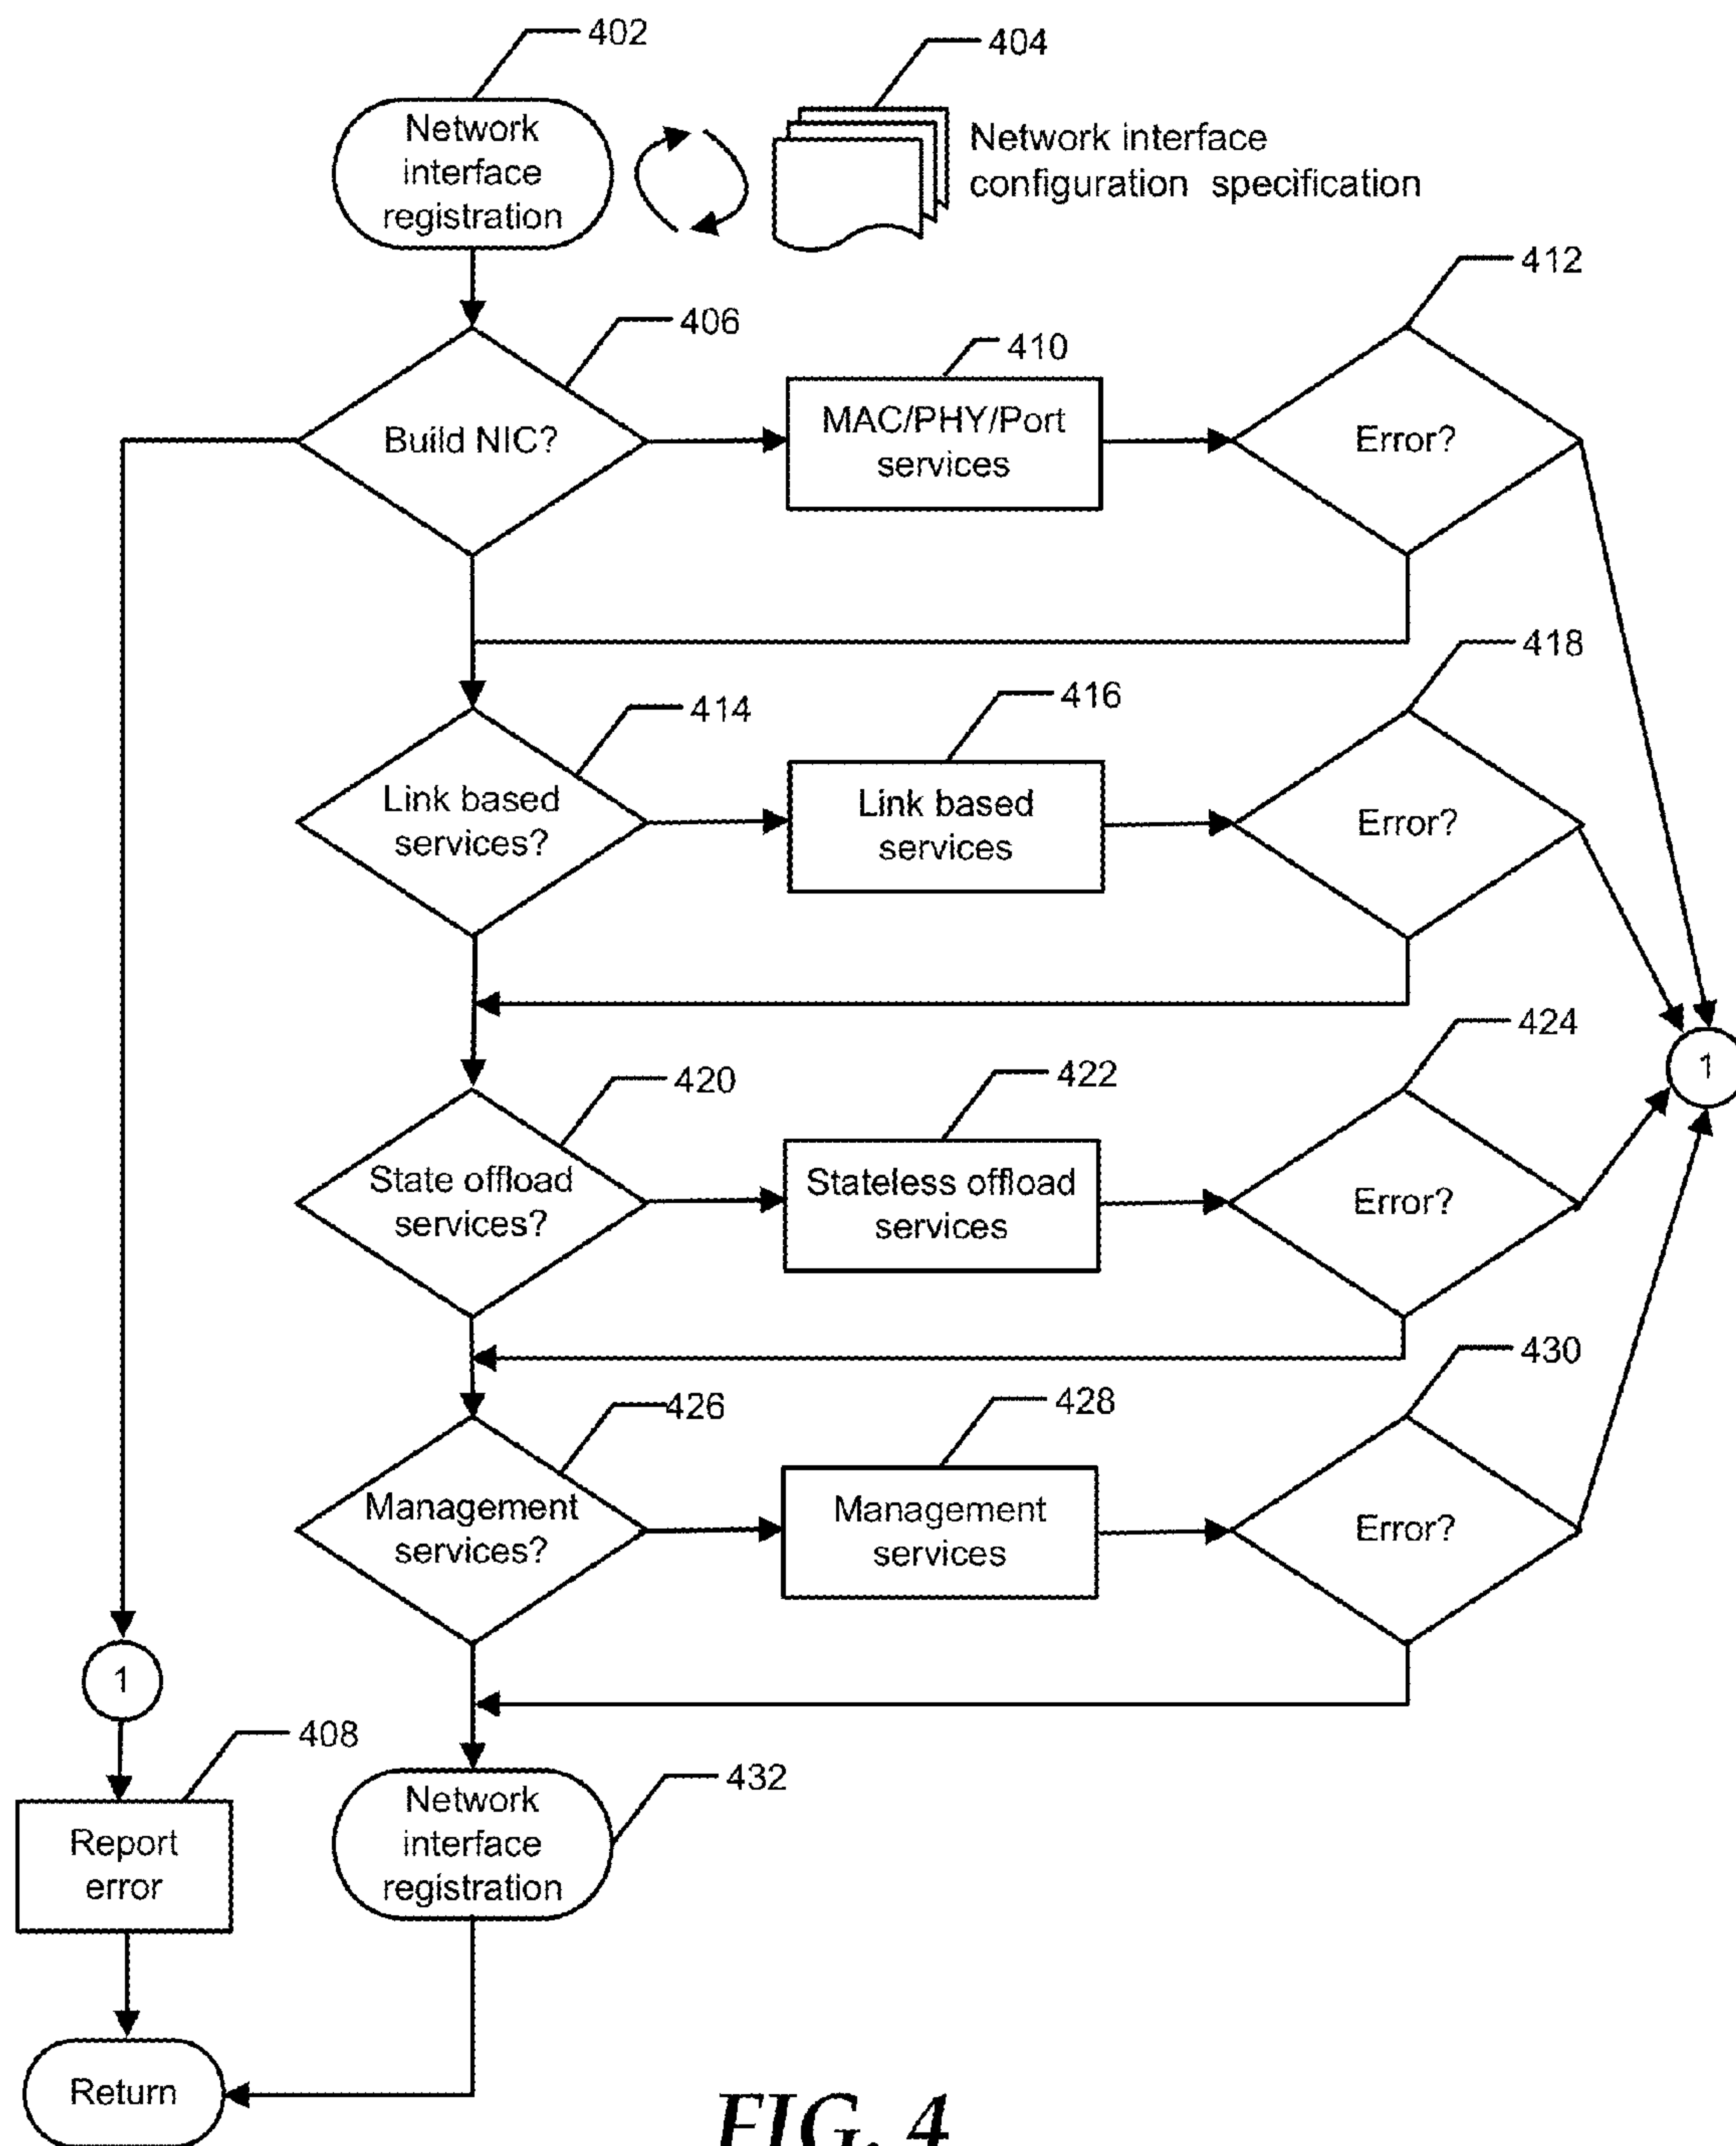 402
404
Network
interface
registration
Network interface
configuration specification
412
406
410
Build NIC?
MAC/PHY/Port
services
Error?
418
414
416
Link based
services?
Link based
services
Error?
424
420
422
1
State offload
services?
Stateless offload
services
Error?
430
426
428
Management
services?
Management
services
Error?
1
408
432
Report
error
Network
interface
registration
Return
FIG. 4